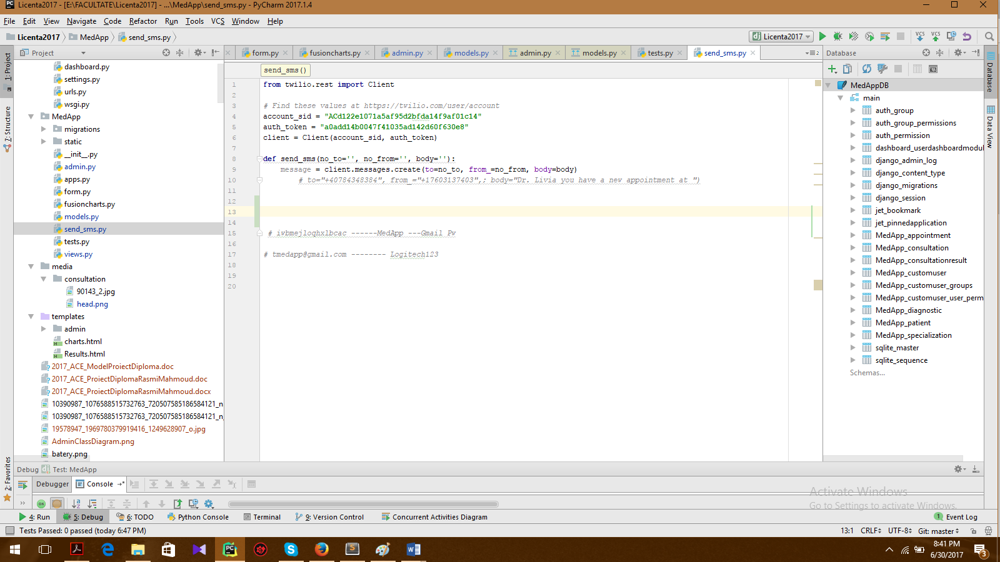 Licenta2017 - [E:\FACULTATE\Licenta2017] - ...\MedApp\send_sms.py - PyCharm 2017.1.4
File Edit View Navigate Code Refactor Run Tools VCS Window Help
Licenta2017 MedApp send_sms.py
Licenta2017
VCS VCS
Project
form.py fusioncharts.py admin.py models.py admin.py models.py tests.py send_sms.py
Database
1: Project
7: Structure
2: Favorites
dashboard.py
settings.py
urls.py
wsgi.py
MedApp
migrations
static
__init__.py
admin.py
apps.py
form.py
fusioncharts.py
models.py
send_sms.py
tests.py
views.py
media
consultation
90143_2.jpg
head.png
templates
admin
charts.html
Results.html
2017_ACE_ModelProiectDiploma.doc
2017_ACE_ProiectDiplomaRasmiMahmoud.doc
2017_ACE_ProiectDiplomaRasmiMahmoud.docx
10390987_1076588515732763_720507585186584121_n
10390987_1076588515732763_720507585186584121_n
19578947_1969780379919416_1249628907_o.jpg
AdminClassDiagram.png
batery.png
send_sms()
1 from twilio.rest import Client
2
3 # Find these values at https://twilio.com/user/account
4 account_sid = "ACd122e1071a5af95d2bfda14f9af01c14"
5 auth_token = "a0add14b0047f41035ad142d60f630e8"
6 client = Client(account_sid, auth_token)
7
8 def send_sms(no_to='', no_from='', body=''):
9 message = client.messages.create(to=no_to, from_=no_from, body=body)
10 # to="+40784348384", from_="+17603137403",; body="Dr. Livia you have a new appointment at ")
11
12
13
14
15 # ivbmejloqhxlbcac ------MedApp ---Gmail Pw
16
17 # tmedapp@gmail.com -------- Logitech123
18
19
20
MedAppDB
main
auth_group
auth_group_permissions
auth_permission
dashboard_userdashboardmodul
django_admin_log
django_content_type
django_migrations
django_session
jet_bookmark
jet_pinnedapplication
MedApp_appointment
MedApp_consultation
MedApp_consultationresult
MedApp_customuser
MedApp_customuser_groups
MedApp_customuser_user_perm
MedApp_diagnostic
MedApp_patient
MedApp_specialization
sqlite_master
sqlite_sequence
Schemas...
Database
Data View
Debug Test: MedApp
Debugger Console
Activate Windows
Go to Settings to activate Windows.
4: Run 5: Debug 6: TODO Python Console Terminal 9: Version Control Concurrent Activities Diagram 1 Event Log
Tests Passed: 0 passed (today 6:47 PM) 13:1 CRLF UTF-8 Git: master
8:41 PM
6/30/2017
3